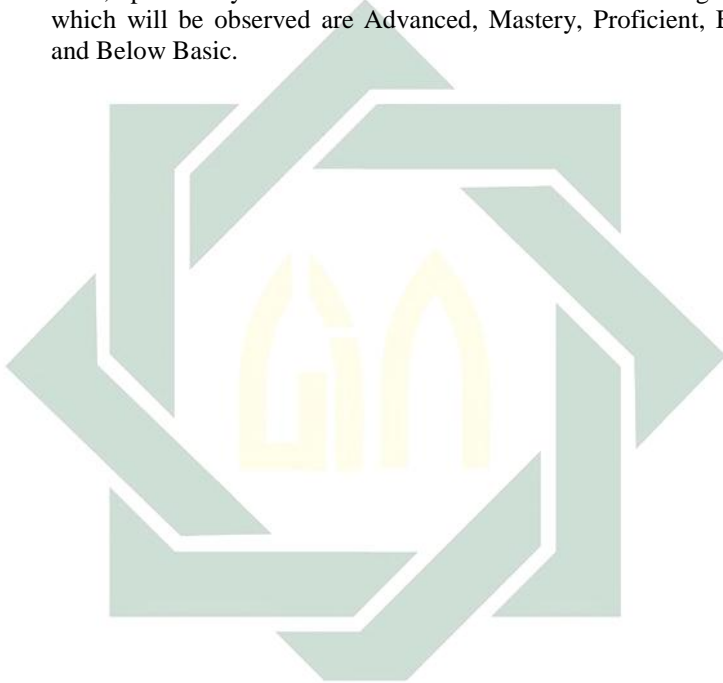 which will be observed are Advanced, Mastery, Proficient,
and Below Basic.